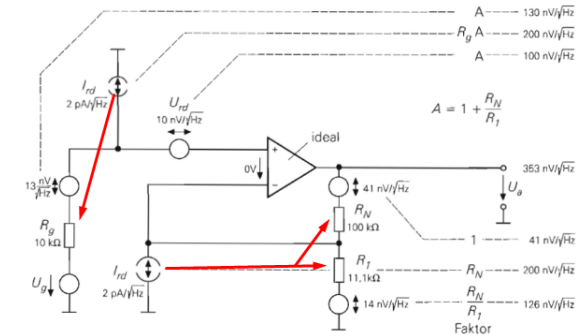 A 130 nV/√Hz
R_g A 200 nV/√Hz
A 100 nV/√Hz
I_rd
2 pA/√Hz
U_rd
10 nV/√Hz
A = 1 + R_N/R_1
ideal
0V
+
−
13 nV/√Hz
41 nV/√Hz
353 nV/√Hz
U_a
R_g
10 kΩ
R_N
100 kΩ
1 41 nV/√Hz
I_rd
2 pA/√Hz
R_1
11,1kΩ
R_N 200 nV/√Hz
U_g
14 nV/√Hz
R_N/R_1 126 nV/√Hz
Faktor